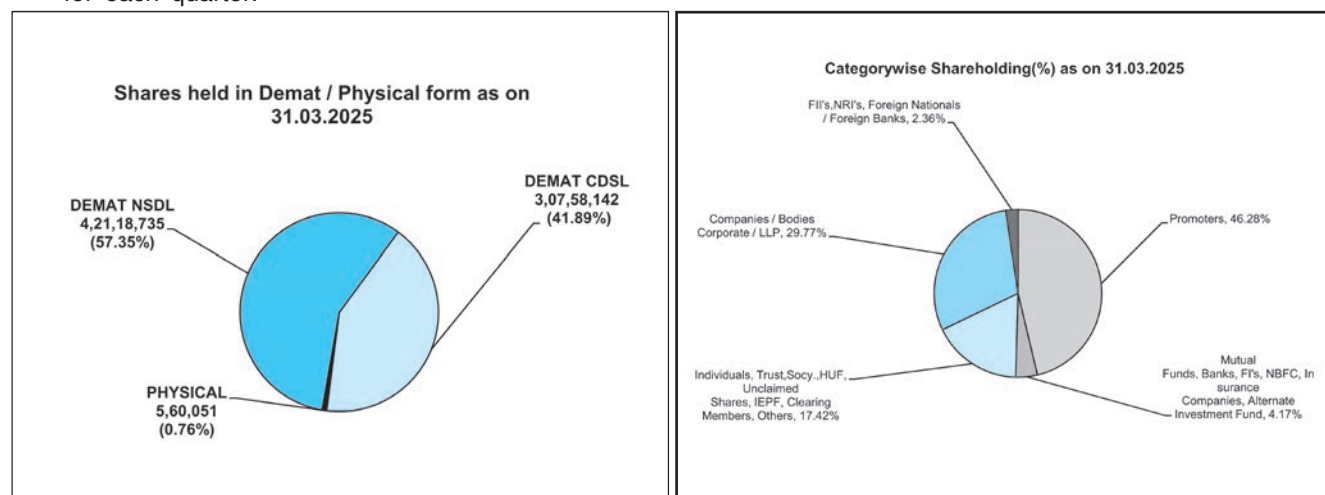 for each quarter.
Shares held in Demat / Physical form as on
31.03.2025
DEMAT NSDL
4,21,18,735
(57.35%)
DEMAT CDSL
3,07,58,142
(41.89%)
PHYSICAL
5,60,051
(0.76%)
Categorywise Shareholding(%) as on 31.03.2025
FII's,NRI's, Foreign Nationals
/ Foreign Banks, 2.36%
Companies / Bodies
Corporate / LLP, 29.77%
Promoters, 46.28%
Individuals, Trust,Socy.,HUF,
Unclaimed
Shares, IEPF, Clearing
Members, Others, 17.42%
Mutual
Funds, Banks, FI's, NBFC, In
surance
Companies, Alternate
Investment Fund, 4.17%